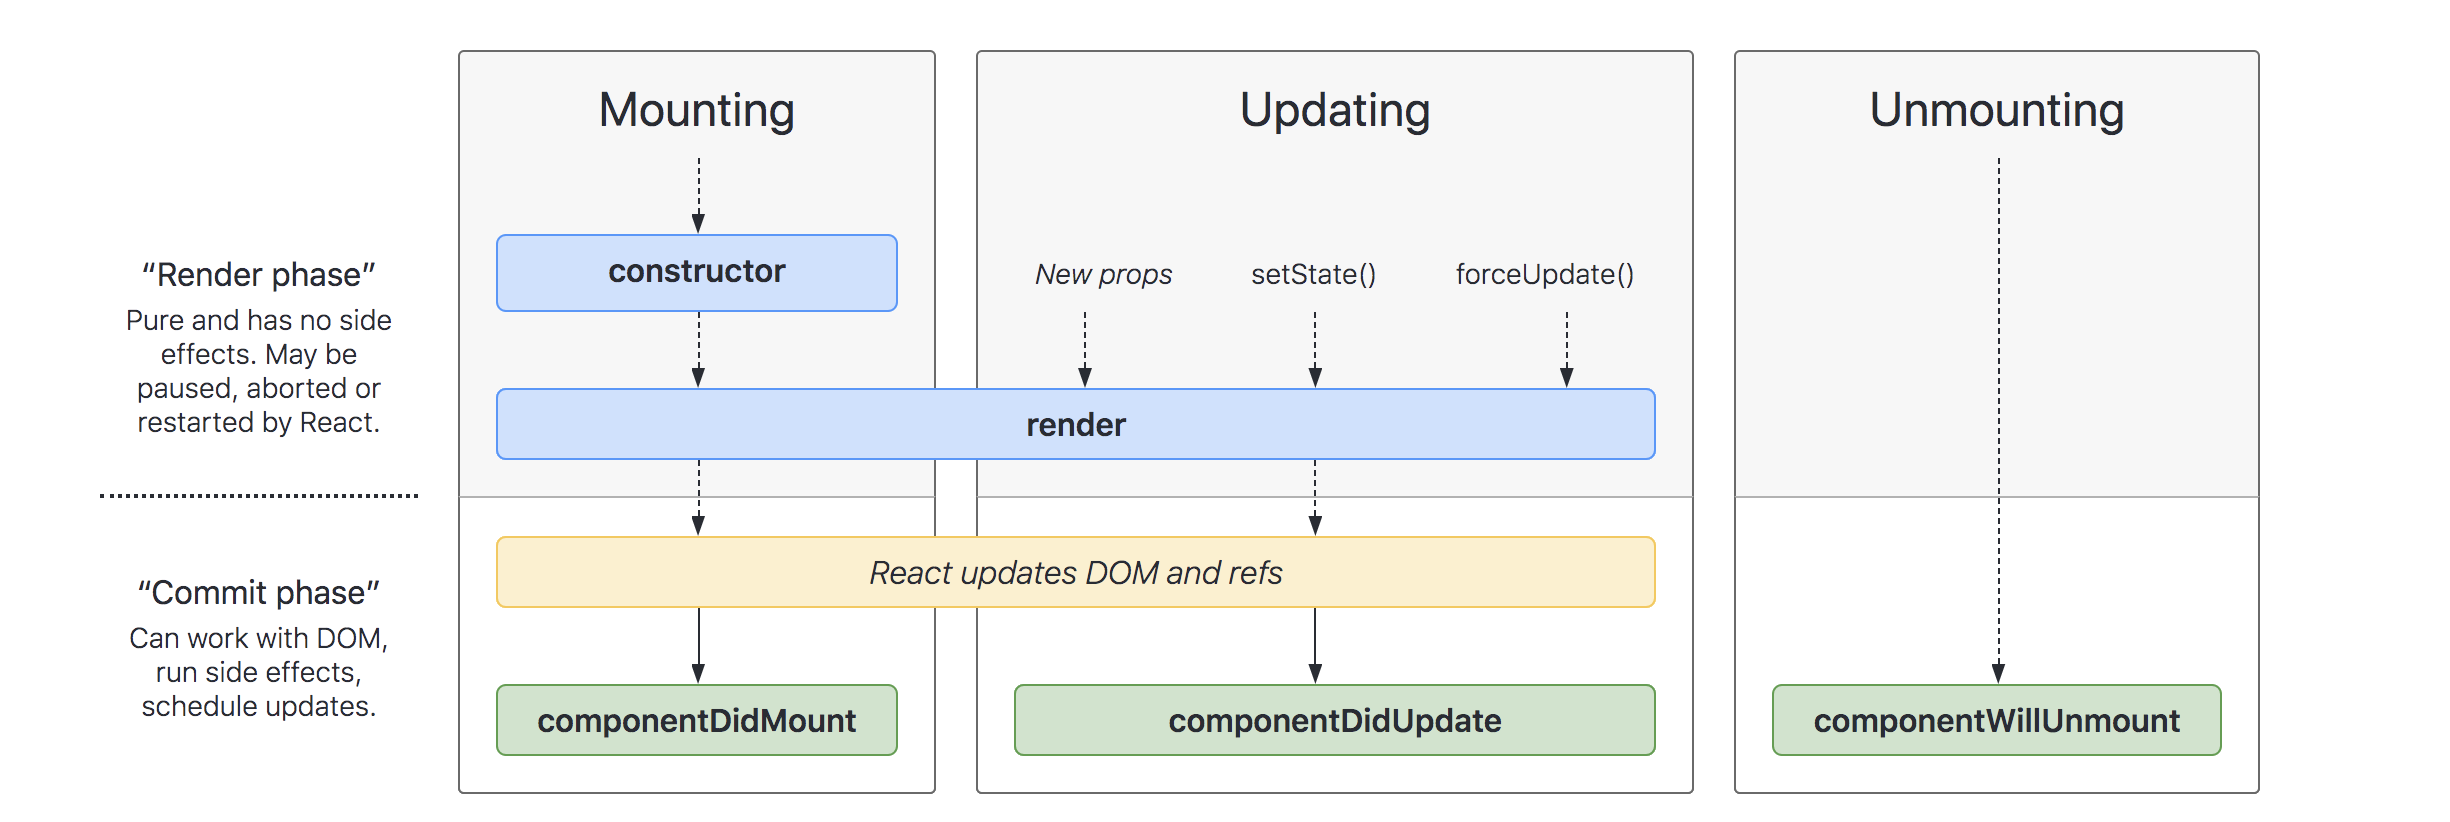 Mounting
Updating
Unmounting
“Render phase”
Pure and has no side
effects. May be
paused, aborted or
restarted by React.
constructor
New props
setState()
forceUpdate()
render
“Commit phase”
Can work with DOM,
run side effects,
schedule updates.
React updates DOM and refs
componentDidMount
componentDidUpdate
componentWillUnmount